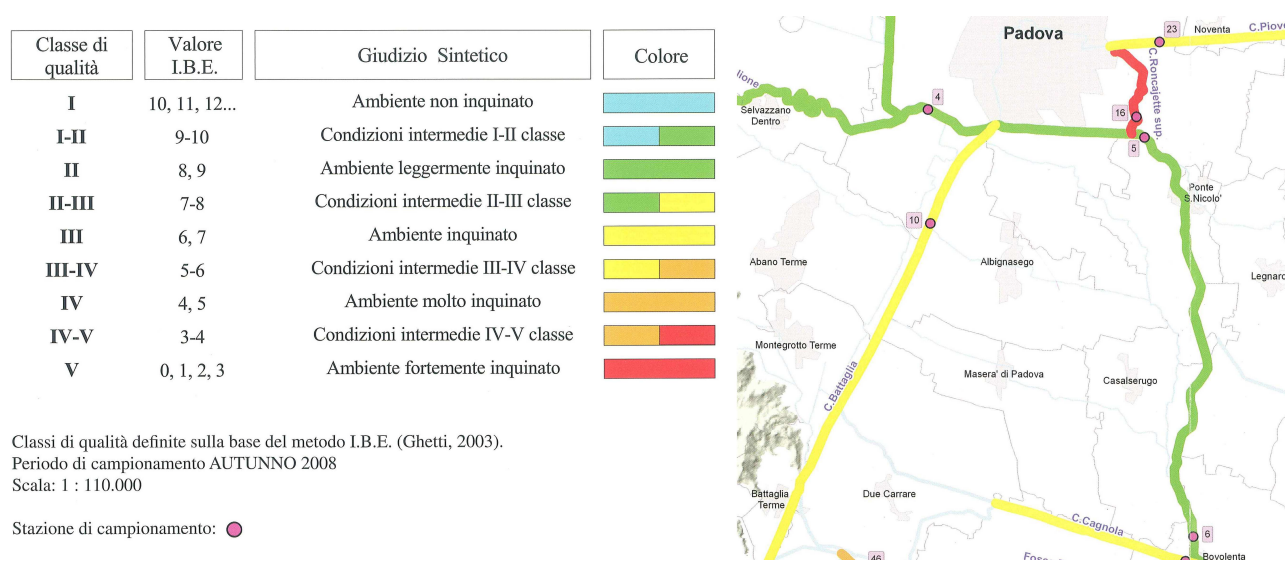 Classe di
qualità
Valore
I.B.E.
Giudizio Sintetico
Colore
I
10, 11, 12...
Ambiente non inquinato
I-II
9-10
Condizioni intermedie I-II classe
II
8, 9
Ambiente leggermente inquinato
II-III
7-8
Condizioni intermedie II-III classe
III
6, 7
Ambiente inquinato
III-IV
5-6
Condizioni intermedie III-IV classe
IV
4, 5
Ambiente molto inquinato
IV-V
3-4
Condizioni intermedie IV-V classe
V
0, 1, 2, 3
Ambiente fortemente inquinato
Classi di qualità definite sulla base del metodo I.B.E. (Ghetti, 2003).
Periodo di campionamento AUTUNNO 2008
Scala: 1 : 110.000
Stazione di campionamento:
Padova
23
Noventa
C.Piov
C.Roncajette sup.
lione
Selvazzano
Dentro
4
16
5
Ponte
S.Nicolo'
10
Abano Terme
Albignasego
Legnaro
Montegrotto Terme
Masera' di Padova
Casalserugo
C.Battaglia
Battaglia
Terme
Due Carrare
C.Cagnola
6
Bovolenta
46